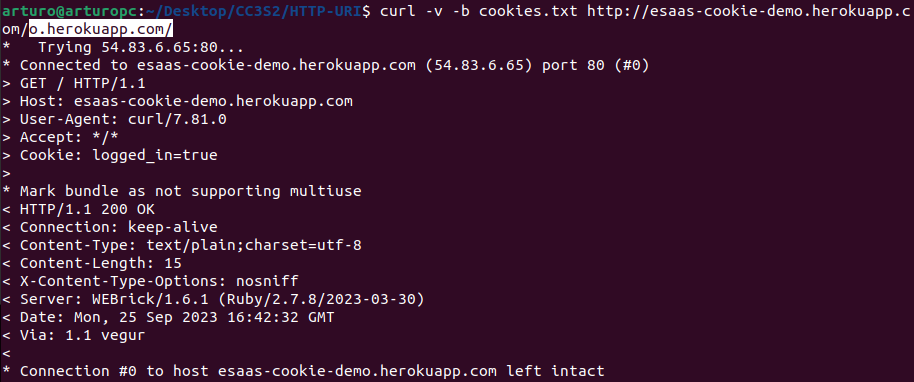 arturo@arturopc:~/Desktop/CC3S2/HTTP-URI$ curl -v -b cookies.txt http://esaas-cookie-demo.herokuapp.c
om/o.herokuapp.com/
*   Trying 54.83.6.65:80...
* Connected to esaas-cookie-demo.herokuapp.com (54.83.6.65) port 80 (#0)
> GET / HTTP/1.1
> Host: esaas-cookie-demo.herokuapp.com
> User-Agent: curl/7.81.0
> Accept: */*
> Cookie: logged_in=true
>
* Mark bundle as not supporting multiuse
< HTTP/1.1 200 OK
< Connection: keep-alive
< Content-Type: text/plain;charset=utf-8
< Content-Length: 15
< X-Content-Type-Options: nosniff
< Server: WEBrick/1.6.1 (Ruby/2.7.8/2023-03-30)
< Date: Mon, 25 Sep 2023 16:42:32 GMT
< Via: 1.1 vegur
<
* Connection #0 to host esaas-cookie-demo.herokuapp.com left intact